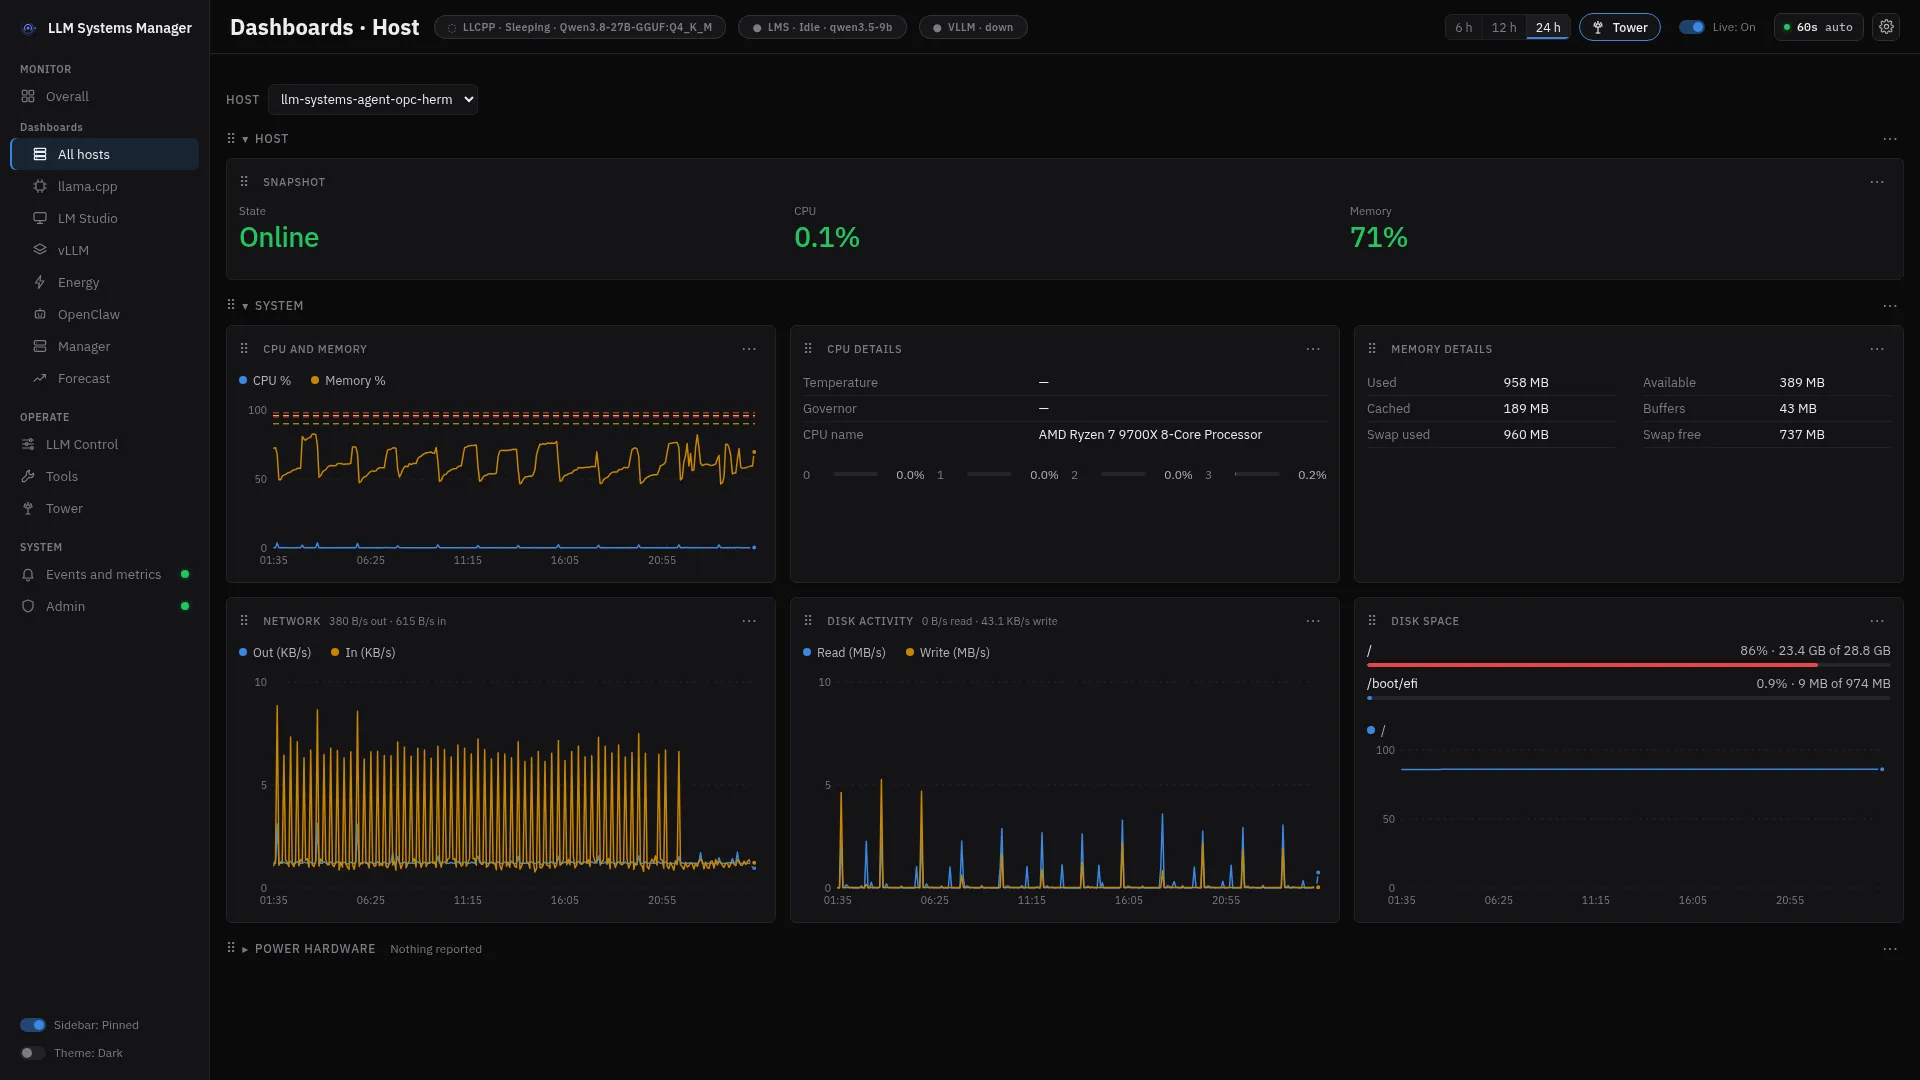 LLM Systems Manager
Dashboards · Host
LLCPP · Sleeping · Qwen3.8-27B-GGUF:Q4_K_M
LMS · Idle · qwen3.5-9b
VLLM · down
6 h
12 h
24 h
Tower
Live: On
60s auto
MONITOR
Overall
Dashboards
All hosts
llama.cpp
LM Studio
vLLM
Energy
OpenClaw
Manager
Forecast
OPERATE
LLM Control
Tools
Tower
SYSTEM
Events and metrics
Admin
Sidebar: Pinned
Theme: Dark
HOST llm-systems-agent-opc-herm
HOST
SNAPSHOT
State
Online
CPU
0.1%
Memory
71%
SYSTEM
CPU AND MEMORY
CPU %
Memory %
100
50
0
01:35 06:25 11:15 16:05 20:55
CPU DETAILS
Temperature —
Governor —
CPU name AMD Ryzen 7 9700X 8-Core Processor
0 0.0% 1 0.0% 2 0.0% 3 0.2%
MEMORY DETAILS
Used 958 MB Available 389 MB
Cached 189 MB Buffers 43 MB
Swap used 960 MB Swap free 737 MB
NETWORK 380 B/s out · 615 B/s in
Out (KB/s)
In (KB/s)
10
5
0
01:35 06:25 11:15 16:05 20:55
DISK ACTIVITY 0 B/s read · 43.1 KB/s write
Read (MB/s)
Write (MB/s)
10
5
0
01:35 06:25 11:15 16:05 20:55
DISK SPACE
/ 86% · 23.4 GB of 28.8 GB
/boot/efi 0.9% · 9 MB of 974 MB
/
100
50
0
01:35 06:25 11:15 16:05 20:55
POWER HARDWARE Nothing reported